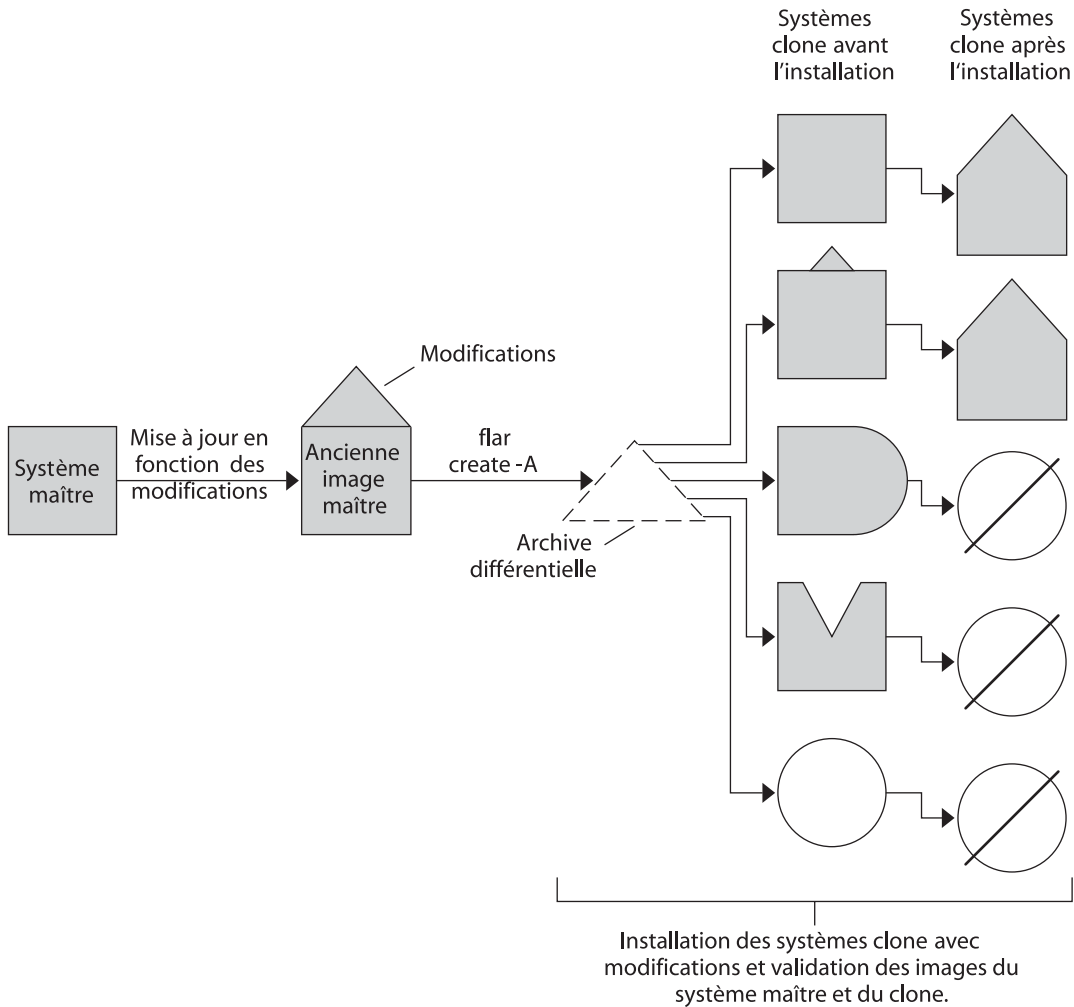 Systèmes
clone avant
l'installation
Systèmes
clone après
l'installation
Modifications
Système
maître
Mise à jour en
fonction des
modifications
Ancienne
image
maître
flar
create -A
Archive
différentielle
Installation des systèmes clone avec
modifications et validation des images du
système maître et du clone.